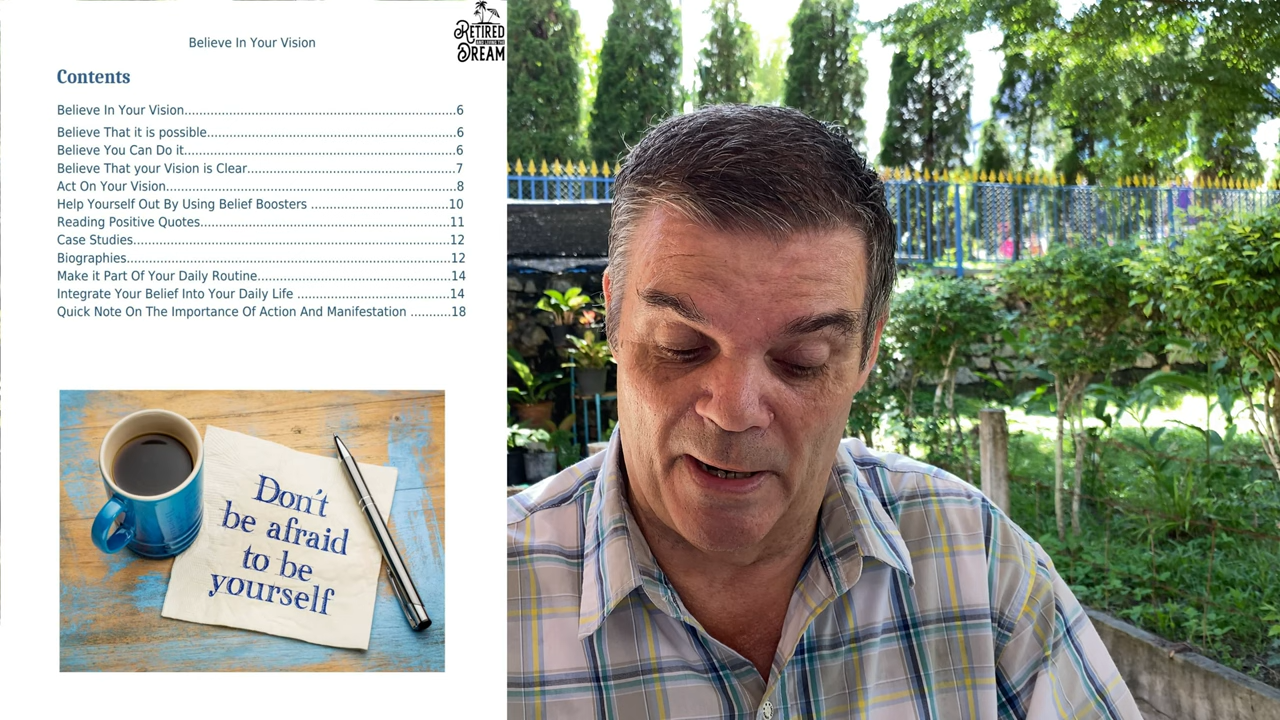 Believe In Your Vision
RETIRED
AND LIVING THE
DREAM
Contents
Believe In Your Vision.............................................................................6
Believe That it is possible.......................................................................6
Believe You Can Do it.............................................................................6
Believe That your Vision is Clear............................................................7
Act On Your Vision.................................................................................8
Help Yourself Out By Using Belief Boosters .........................................10
Reading Positive Quotes.......................................................................11
Case Studies.........................................................................................12
Biographies...........................................................................................12
Make it Part Of Your Daily Routine........................................................14
Integrate Your Belief Into Your Daily Life .............................................14
Quick Note On The Importance Of Action And Manifestation ...........18
Don't
be afraid
to be
yourself